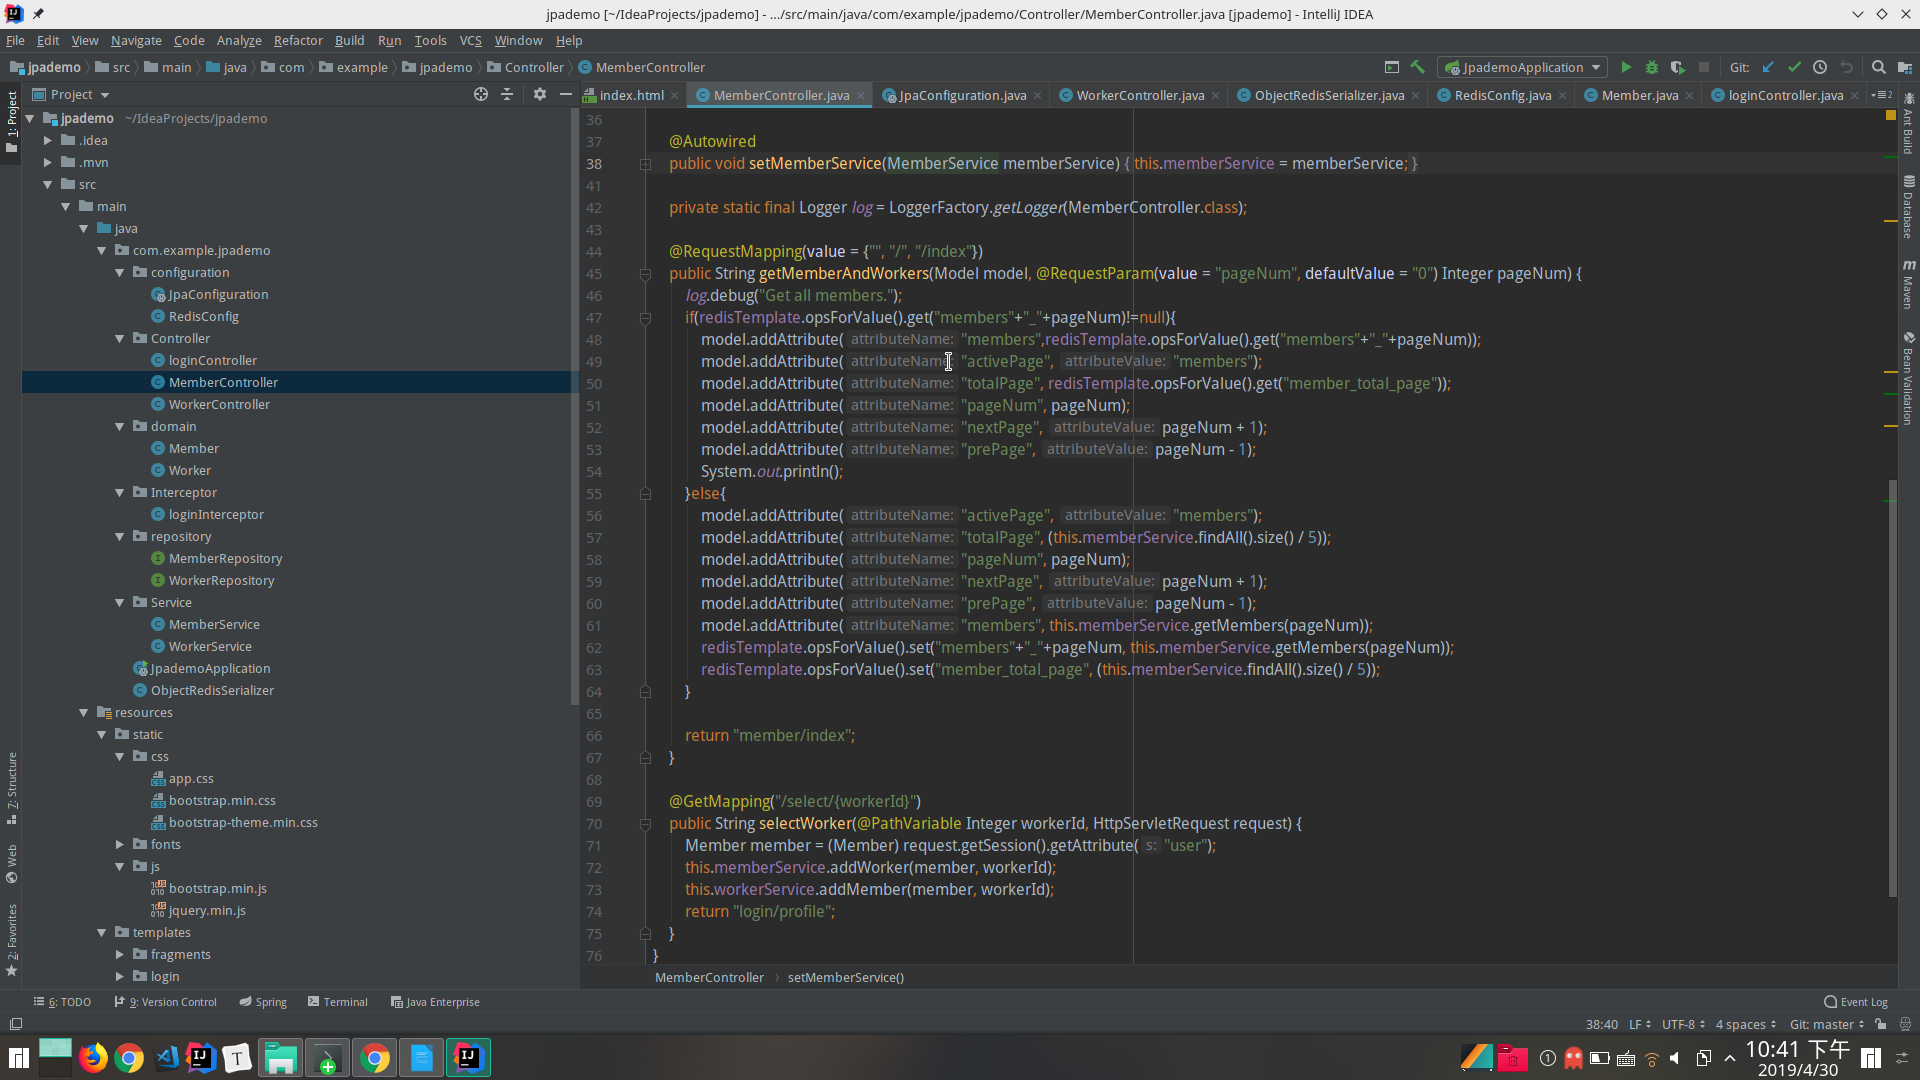 jpademo [~/IdeaProjects/jpademo] - .../src/main/java/com/example/jpademo/Controller/MemberController.java [jpademo] - IntelliJ IDEA
File Edit View Navigate Code Analyze Refactor Build Run Tools VCS Window Help
jpademo src main java com example jpademo Controller MemberController JpademoApplication Git:
Project
index.html MemberController.java JpaConfiguration.java WorkerController.java ObjectRedisSerializer.java RedisConfig.java Member.java loginController.java
1: Project
7: Structure
Web
2: Favorites
jpademo ~/IdeaProjects/jpademo
.idea
.mvn
src
main
java
com.example.jpademo
configuration
JpaConfiguration
RedisConfig
Controller
loginController
MemberController
WorkerController
domain
Member
Worker
Interceptor
loginInterceptor
repository
MemberRepository
WorkerRepository
Service
MemberService
WorkerService
JpademoApplication
ObjectRedisSerializer
resources
static
css
app.css
bootstrap.min.css
bootstrap-theme.min.css
fonts
js
bootstrap.min.js
jquery.min.js
templates
fragments
login
36
37 @Autowired
38 public void setMemberService(MemberService memberService) { this.memberService = memberService; }
41
42 private static final Logger log = LoggerFactory.getLogger(MemberController.class);
43
44 @RequestMapping(value = {"", "/", "/index"})
45 public String getMemberAndWorkers(Model model, @RequestParam(value = "pageNum", defaultValue = "0") Integer pageNum) {
46 log.debug("Get all members.");
47 if(redisTemplate.opsForValue().get("members"+"_"+pageNum)!=null){
48 model.addAttribute( attributeName: "members",redisTemplate.opsForValue().get("members"+"_"+pageNum));
49 model.addAttribute( attributeName: "activePage", attributeValue: "members");
50 model.addAttribute( attributeName: "totalPage", redisTemplate.opsForValue().get("member_total_page"));
51 model.addAttribute( attributeName: "pageNum", pageNum);
52 model.addAttribute( attributeName: "nextPage", attributeValue: pageNum + 1);
53 model.addAttribute( attributeName: "prePage", attributeValue: pageNum - 1);
54 System.out.println();
55 }else{
56 model.addAttribute( attributeName: "activePage", attributeValue: "members");
57 model.addAttribute( attributeName: "totalPage", (this.memberService.findAll().size() / 5));
58 model.addAttribute( attributeName: "pageNum", pageNum);
59 model.addAttribute( attributeName: "nextPage", attributeValue: pageNum + 1);
60 model.addAttribute( attributeName: "prePage", attributeValue: pageNum - 1);
61 model.addAttribute( attributeName: "members", this.memberService.getMembers(pageNum));
62 redisTemplate.opsForValue().set("members"+"_"+pageNum, this.memberService.getMembers(pageNum));
63 redisTemplate.opsForValue().set("member_total_page", (this.memberService.findAll().size() / 5));
64 }
65
66 return "member/index";
67 }
68
69 @GetMapping("/select/{workerId}")
70 public String selectWorker(@PathVariable Integer workerId, HttpServletRequest request) {
71 Member member = (Member) request.getSession().getAttribute( s: "user");
72 this.memberService.addWorker(member, workerId);
73 this.workerService.addMember(member, workerId);
74 return "login/profile";
75 }
76 }
MemberController › setMemberService()
Ant Build
Database
Maven
Bean Validation
6: TODO 9: Version Control Spring Terminal Java Enterprise Event Log
38:40 LF UTF-8 4 spaces Git: master
10:41 下午
2019/4/30